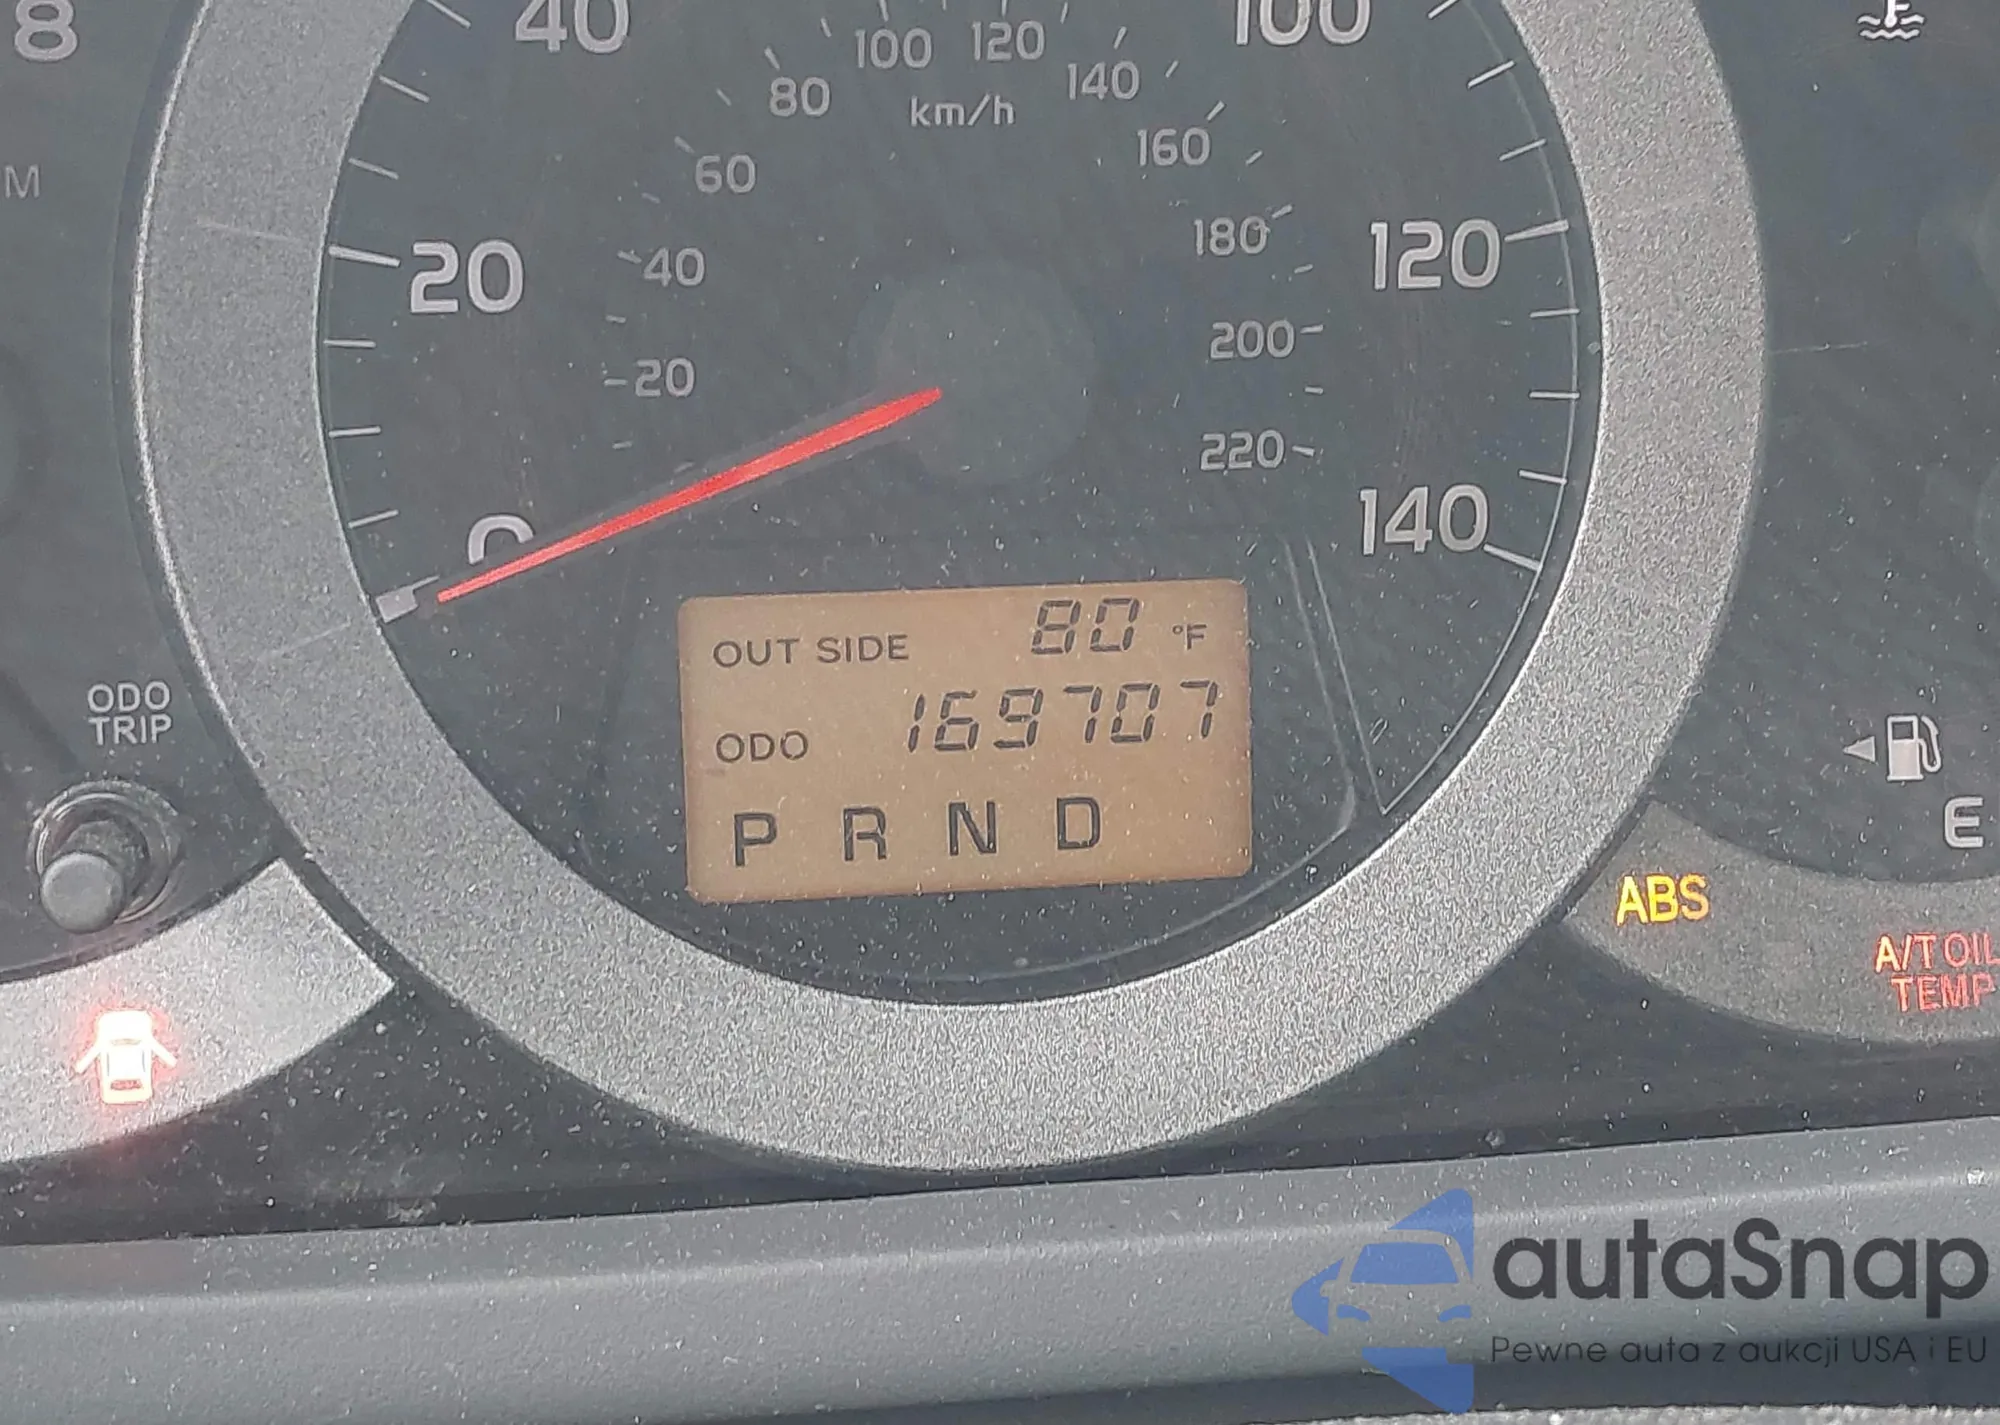 8
M
40
100
100
120
80
140
km/h
160
60
180
20
40
120
200
20
220
0
140
OUT SIDE 80 °F
ODO 169707
P R N D
ODO
TRIP
E
ABS
A/T OIL
TEMP
autaSnap
Pewne auta z aukcji USA i EU